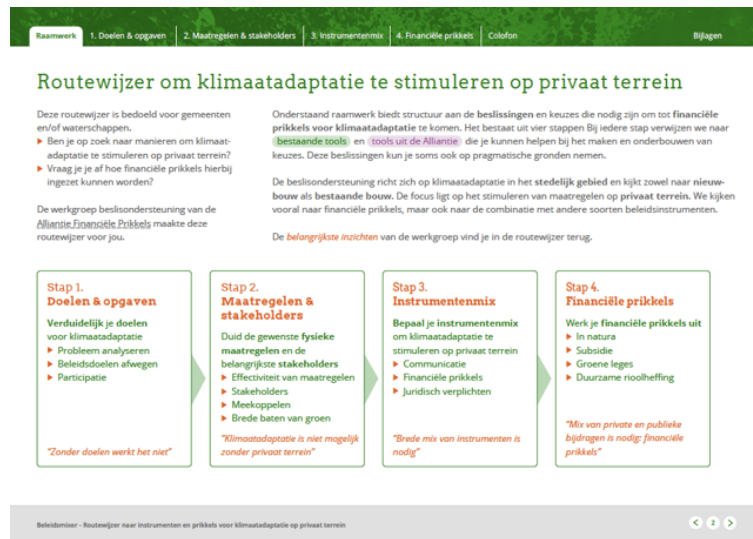 Raamwerk 1. Doelen & opgaven 2. Maatregelen & stakeholders 3. Instrumentenmix 4. Financiële prikkels Colofon Bijlagen
Routewijzer om klimaatadaptatie te stimuleren op privaat terrein
Deze routewijzer is bedoeld voor gemeenten
en/of waterschappen.
Ben je op zoek naar manieren om klimaat-
adaptatie te stimuleren op privaat terrein?
Vraag je je af hoe financiële prikkels hierbij
ingezet kunnen worden?
De werkgroep beslisondersteuning van de
Alliantie Financiële Prikkels maakte deze
routewijzer voor jou.
Onderstaand raamwerk biedt structuur aan de beslissingen en keuzes die nodig zijn om tot financiële
prikkels voor klimaatadaptatie te komen. Het bestaat uit vier stappen Bij iedere stap verwijzen we naar
bestaande tools en tools uit de Alliantie die je kunnen helpen bij het maken en onderbouwen van
keuzes. Deze beslissingen kun je soms ook op pragmatische gronden nemen.
De beslisondersteuning richt zich op klimaatadaptatie in het stedelijk gebied en kijkt zowel naar nieuw-
bouw als bestaande bouw. De focus ligt op het stimuleren van maatregelen op privaat terrein. We kijken
vooral naar financiële prikkels, maar ook naar de combinatie met andere soorten beleidsinstrumenten.
De belangrijkste inzichten van de werkgroep vind je in de routewijzer terug.
Stap 1.
Doelen & opgaven
Verduidelijk je doelen
voor klimaatadaptatie
Probleem analyseren
Beleidsdoelen afwegen
Participatie
"Zonder doelen werkt het niet"
Stap 2.
Maatregelen &
stakeholders
Duid de gewenste fysieke
maatregelen en de
belangrijkste stakeholders
Effectiviteit van maatregelen
Stakeholders
Meekoppelen
Brede baten van groen
"Klimaatadaptatie is niet mogelijk
zonder privaat terrein"
Stap 3.
Instrumentenmix
Bepaal je instrumentenmix
om klimaatadaptatie te
stimuleren op privaat terrein
Communicatie
Financiële prikkels
Juridisch verplichten
"Brede mix van instrumenten is
nodig"
Stap 4.
Financiële prikkels
Werk je financiële prikkels uit
In natura
Subsidie
Groene leges
Duurzame rioolheffing
"Mix van private en publieke
bijdragen is nodig: financiële
prikkels"
Beleidsmixer - Routewijzer naar instrumenten en prikkels voor klimaatadaptatie op privaat terrein
< 2 >